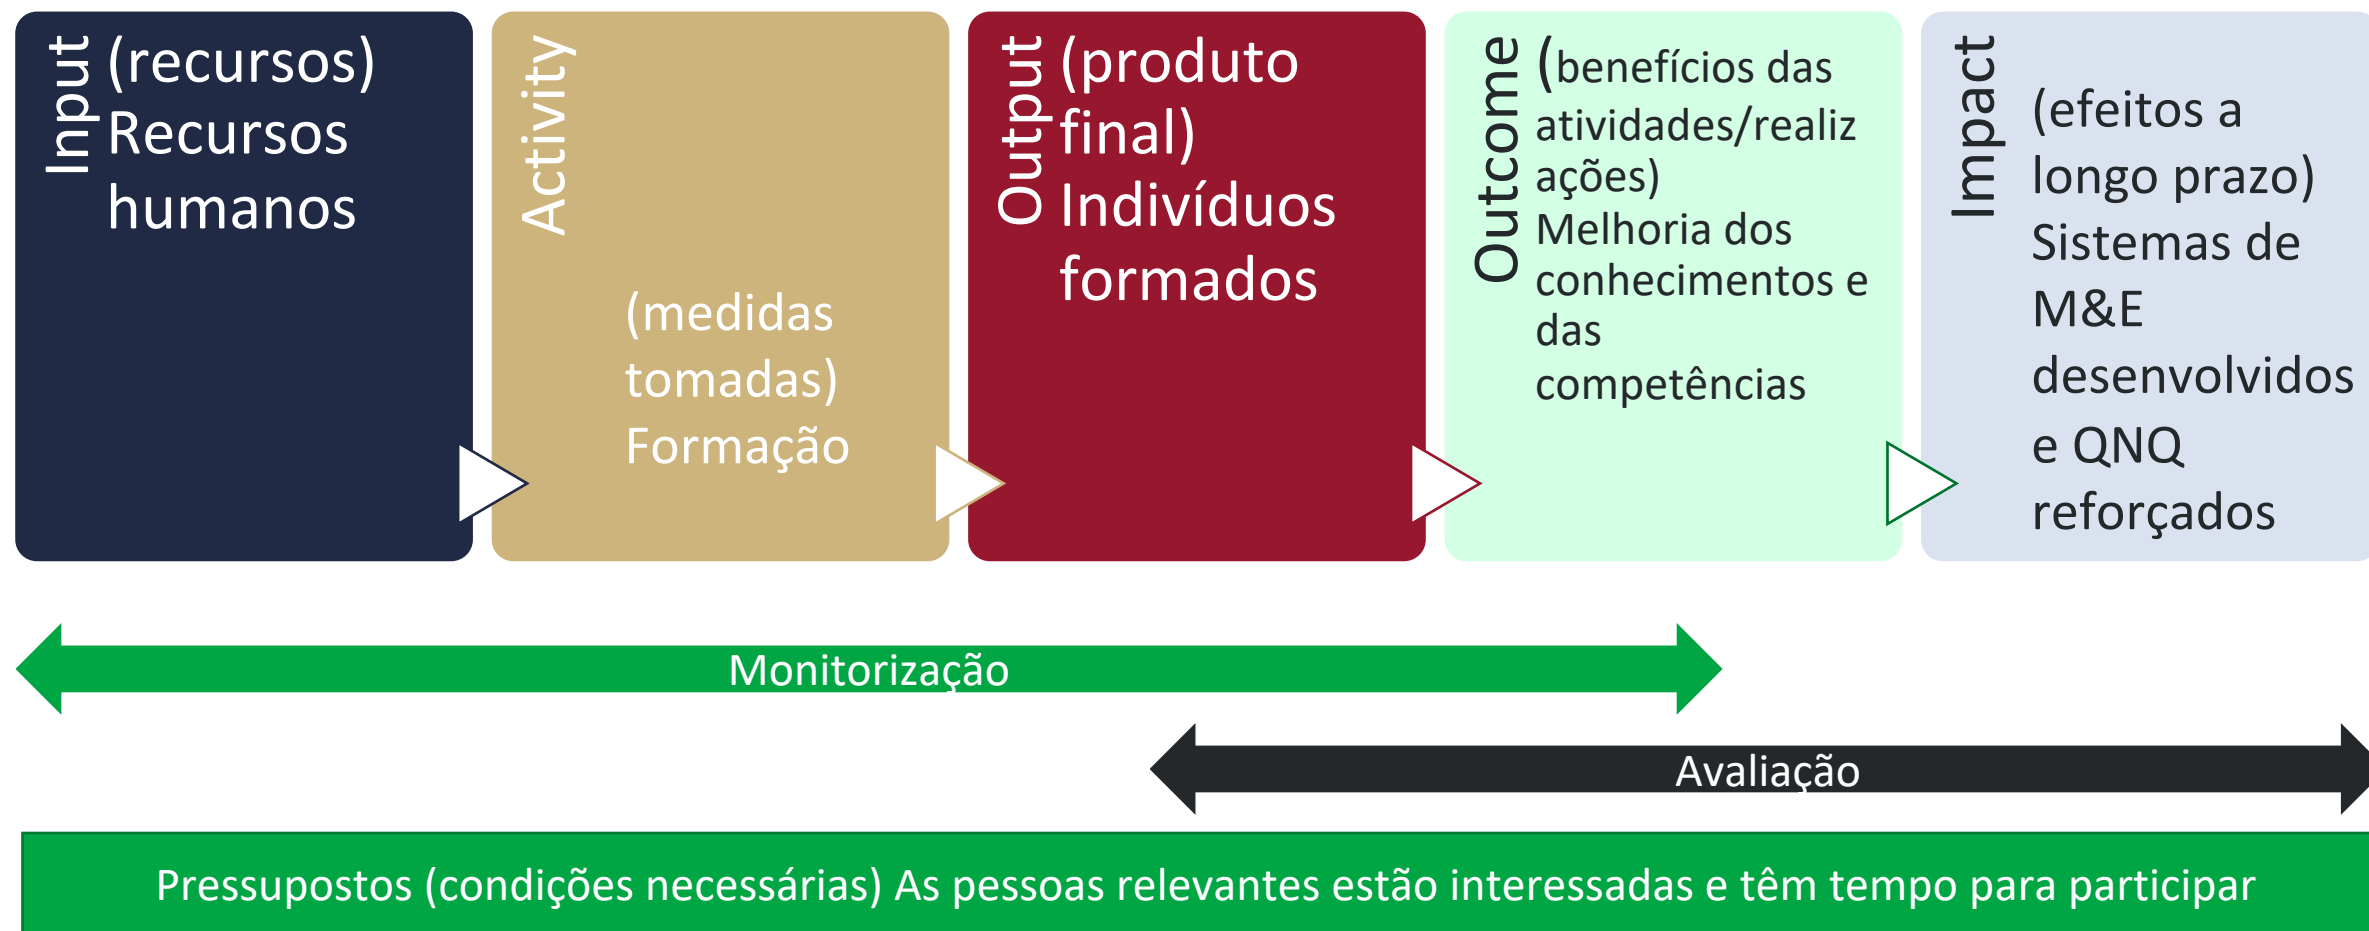 Input
(recursos)
Recursos
humanos
Activity
(medidas
tomadas)
Formação
Output
(produto
final)
Indivíduos
formados
Outcome
(benefícios das
atividades/realiz
ações)
Melhoria dos
conhecimentos e
das
competências
Impact
(efeitos a
longo prazo)
Sistemas de
M&E
desenvolvidos
e QNQ
reforçados
Monitorização
Avaliação
Pressupostos (condições necessárias) As pessoas relevantes estão interessadas e têm tempo para participar